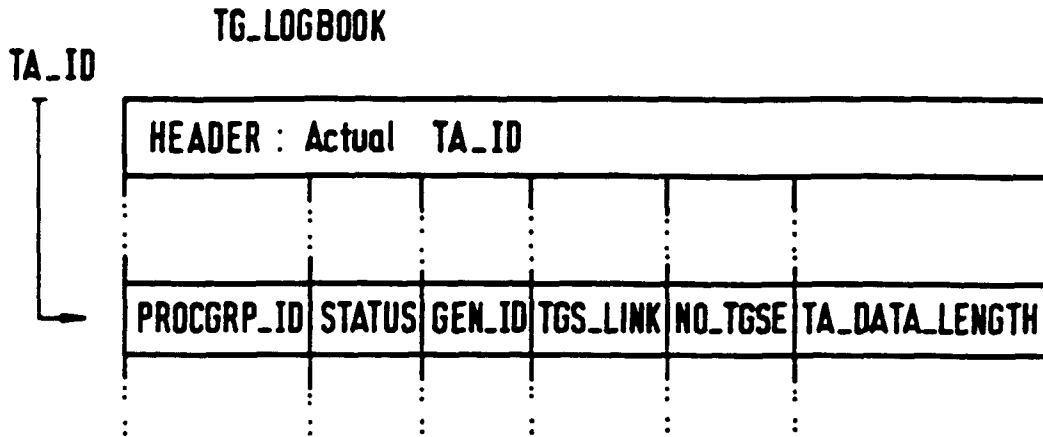 TG_LOGBOOK
TA_ID
HEADER : Actual TA_ID
PROCGRP_ID STATUS GEN_ID TGS_LINK NO_TGSE TA_DATA_LENGTH